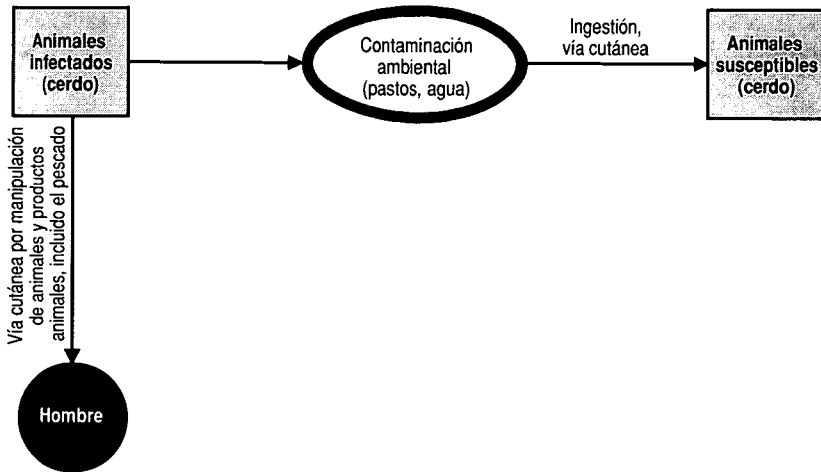 Animales
infectados
(cerdo)
Contaminación
ambiental
(pastos, agua)
Ingestión,
vía cutánea
Animales
susceptibles
(cerdo)
Vía cutánea por manipulación
de animales y productos
animales, incluido el pescado
Hombre